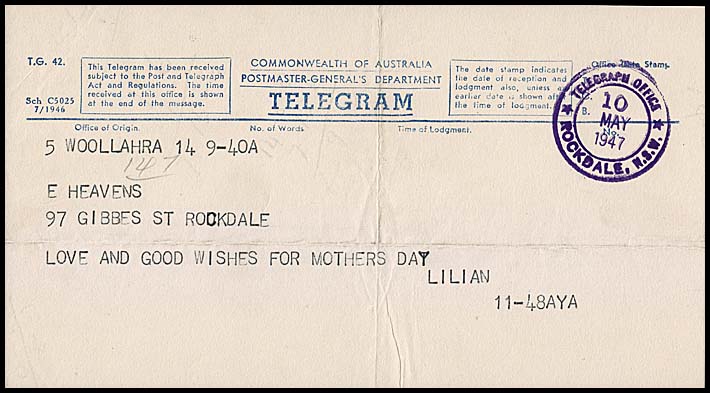 T.G. 42.
Sch C5025
7/1946
This Telegram has been received
subject to the Post and Telegraph
Act and Regulations. The time
received at this office is shown
at the end of the message.
COMMONWEALTH OF AUSTRALIA
POSTMASTER-GENERAL'S DEPARTMENT
TELEGRAM
The date stamp indicates
the date of reception and
lodgment also, unless an
earlier date is shown after
the time of lodgment.
Office Date Stamp.
TELEGRAPH OFFICE
10
MAY
1947
ROCKDALE, N.S.W.
B.
No.
Office of Origin. No. of Words Time of Lodgment.
5 WOOLLAHRA 14 9-40A
147
E HEAVENS
97 GIBBES ST ROCKDALE
LOVE AND GOOD WISHES FOR MOTHERS DAY
LILIAN
11-48AYA